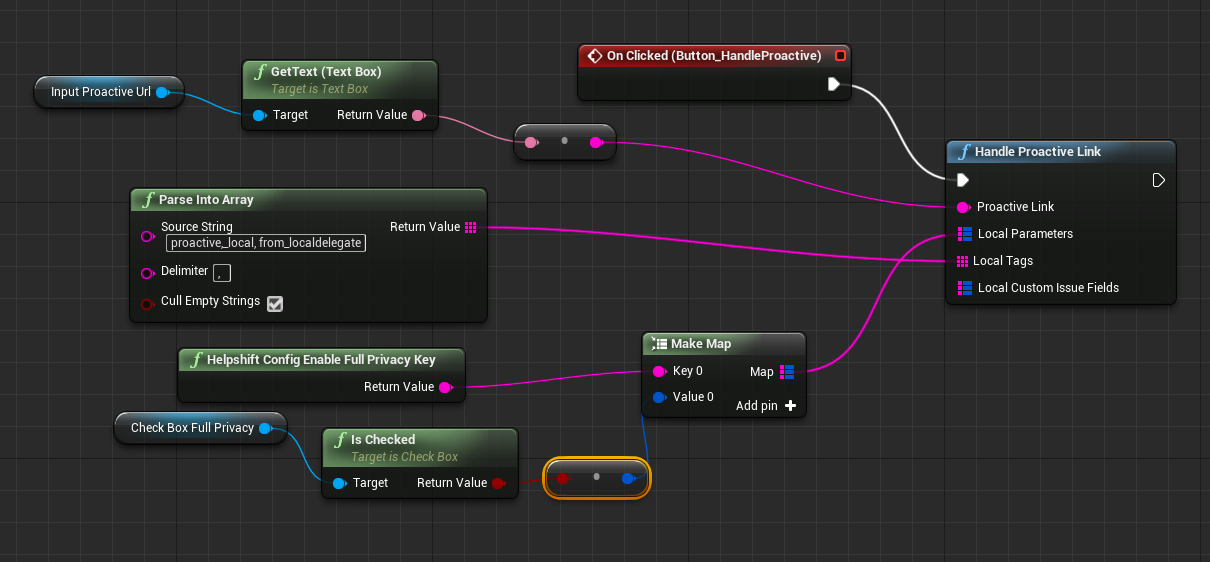 On Clicked (Button_HandleProactive)
GetText (Text Box)
Target is Text Box
Input Proactive Url
Target
Return Value
Handle Proactive Link
Proactive Link
Local Parameters
Local Tags
Local Custom Issue Fields
Parse Into Array
Source String
Return Value
proactive_local, from_localdelegate
Delimiter
,
Cull Empty Strings
Helpshift Config Enable Full Privacy Key
Return Value
Make Map
Key 0
Map
Value 0
Add pin
Check Box Full Privacy
Is Checked
Target is Check Box
Target
Return Value